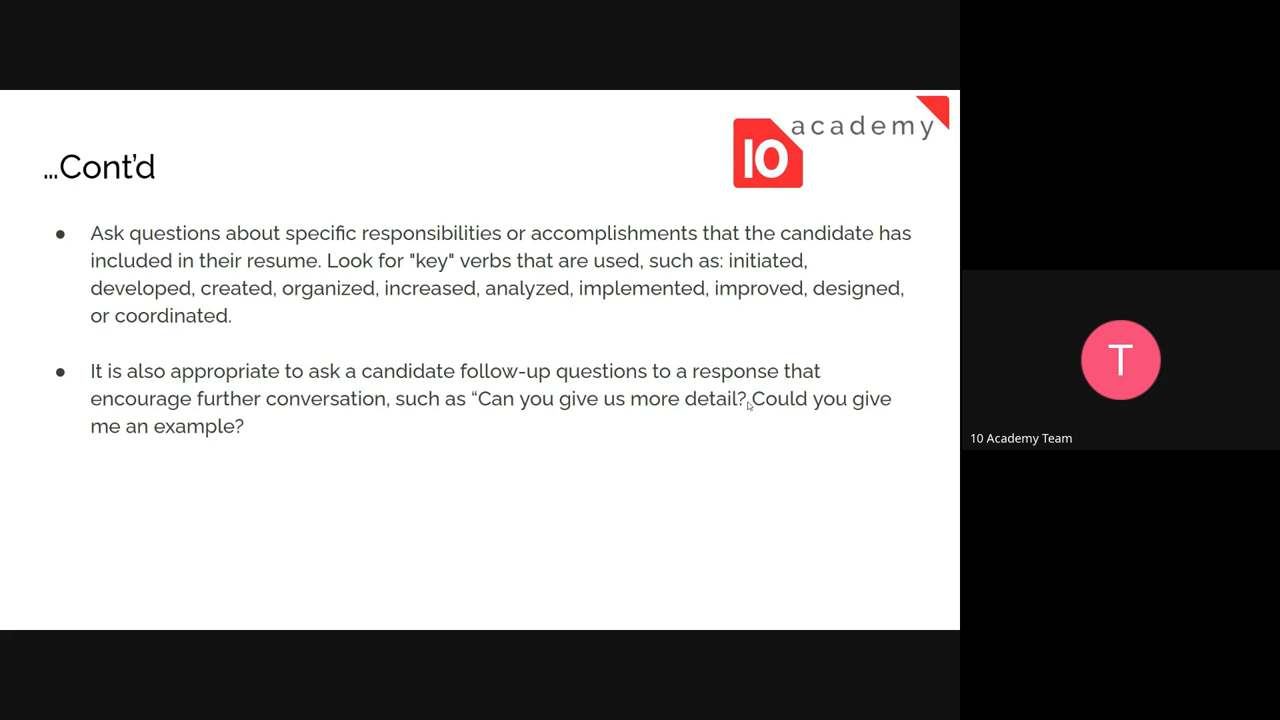 academy
10
...Cont'd
● Ask questions about specific responsibilities or accomplishments that the candidate has
included in their resume. Look for "key" verbs that are used, such as: initiated,
developed, created, organized, increased, analyzed, implemented, improved, designed,
or coordinated.
● It is also appropriate to ask a candidate follow-up questions to a response that
encourage further conversation, such as “Can you give us more detail? Could you give
me an example?
T
10 Academy Team